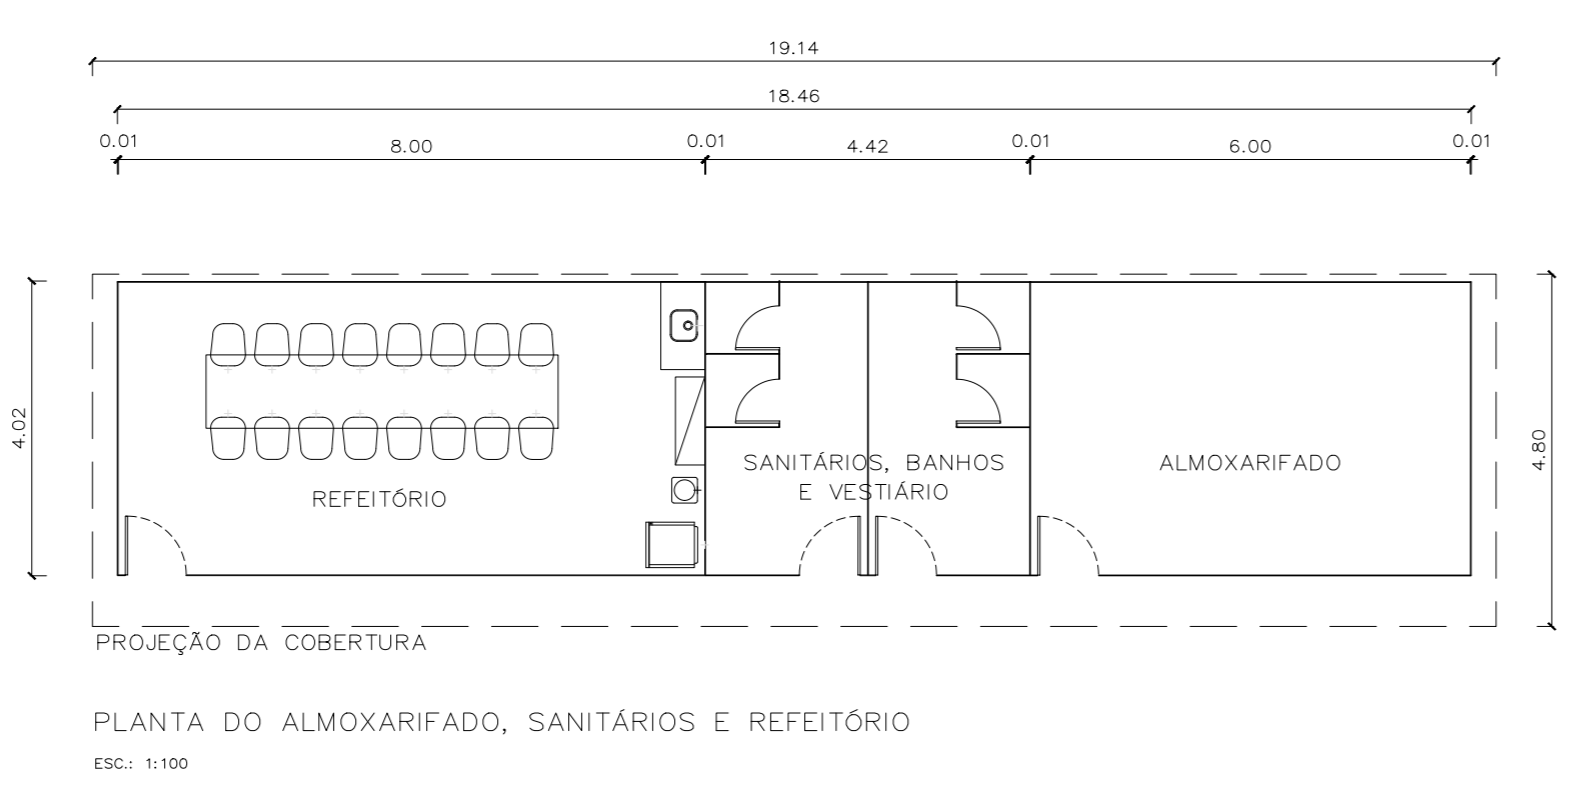 19.14
18.46
0.01 8.00 0.01 4.42 0.01 6.00 0.01
4.02
4.80
REFEITÓRIO
SANITÁRIOS, BANHOS
E VESTIÁRIO
ALMOXARIFADO
PROJEÇÃO DA COBERTURA
PLANTA DO ALMOXARIFADO, SANITÁRIOS E REFEITÓRIO
ESC.: 1:100